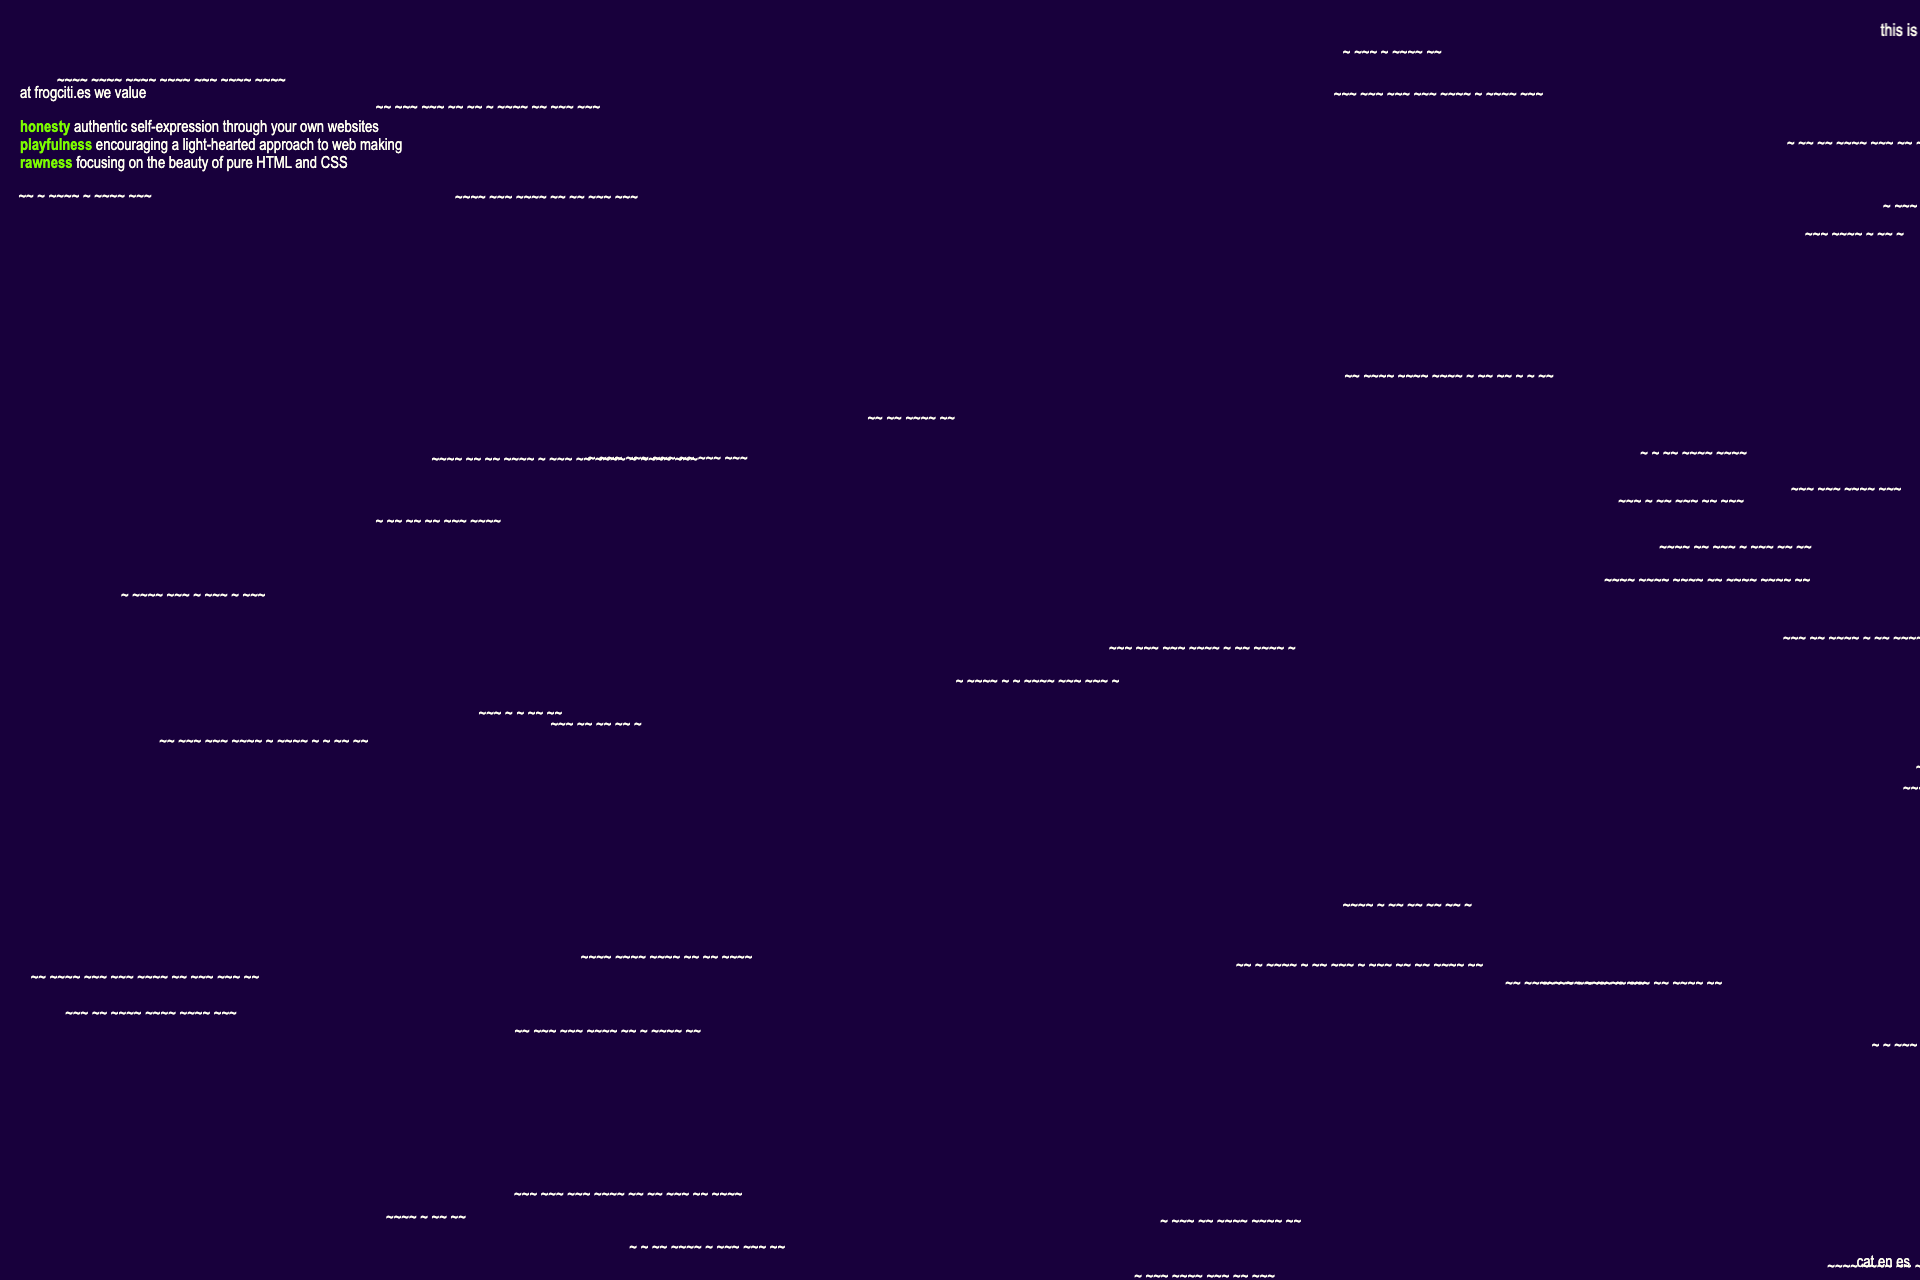 this is
at frogciti.es we value
honesty authentic self-expression through your own websites
playfulness encouraging a light-hearted approach to web making
rawness focusing on the beauty of pure HTML and CSS
cat en es